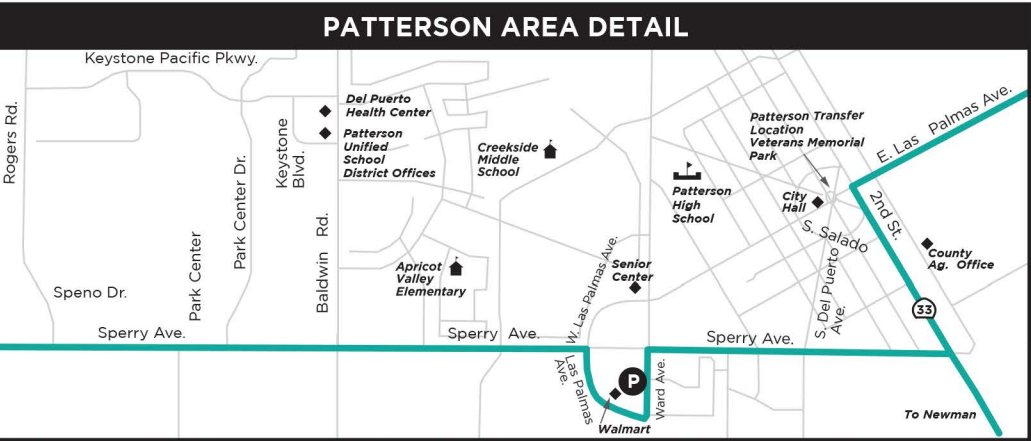 PATTERSON AREA DETAIL
Keystone Pacific Pkwy.
Rogers Rd.
Park Center Dr.
Keystone
Blvd.
Del Puerto
Health Center
Patterson
Unified
School
District Offices
Creekside
Middle
School
Patterson Transfer
Location
Veterans Memorial
Park
E. Las Palmas Ave.
Patterson
High
School
City
Hall
2nd St.
S. Salado
County
Ag. Office
Park Center
Baldwin Rd.
Apricot
Valley
Elementary
W. Las Palmas Ave.
Senior
Center
S. Del Puerto
Ave.
33
Speno Dr.
Sperry Ave.
Sperry Ave.
Sperry Ave.
Las Palmas
Ave.
P
Ward Ave.
Walmart
To Newman